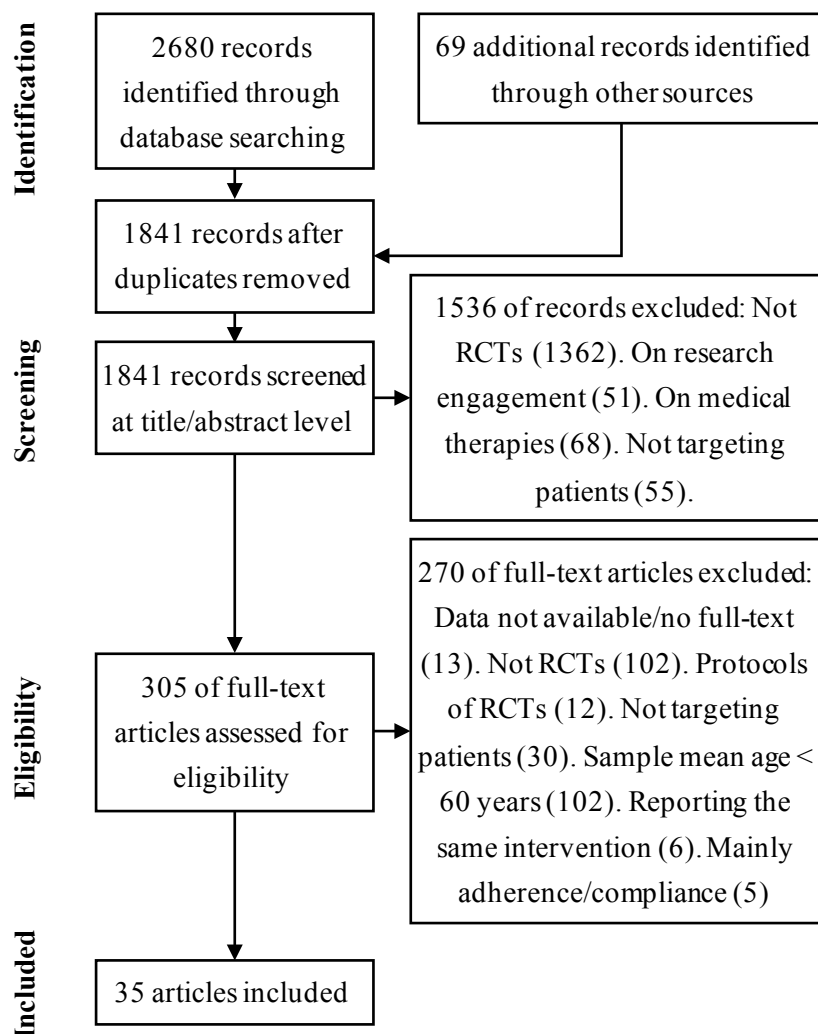 Identification
2680 records
identified through
database searching
69 additional records identified
through other sources
1841 records after
duplicates removed
Screening
1841 records screened
at title/abstract level
1536 of records excluded: Not
RCTs (1362). On research
engagement (51). On medical
therapies (68). Not targeting
patients (55).
Eligibility
305 of full-text
articles assessed for
eligibility
270 of full-text articles excluded:
Data not available/no full-text
(13). Not RCTs (102). Protocols
of RCTs (12). Not targeting
patients (30). Sample mean age <
60 years (102). Reporting the
same intervention (6). Mainly
adherence/compliance (5)
Included
35 articles included